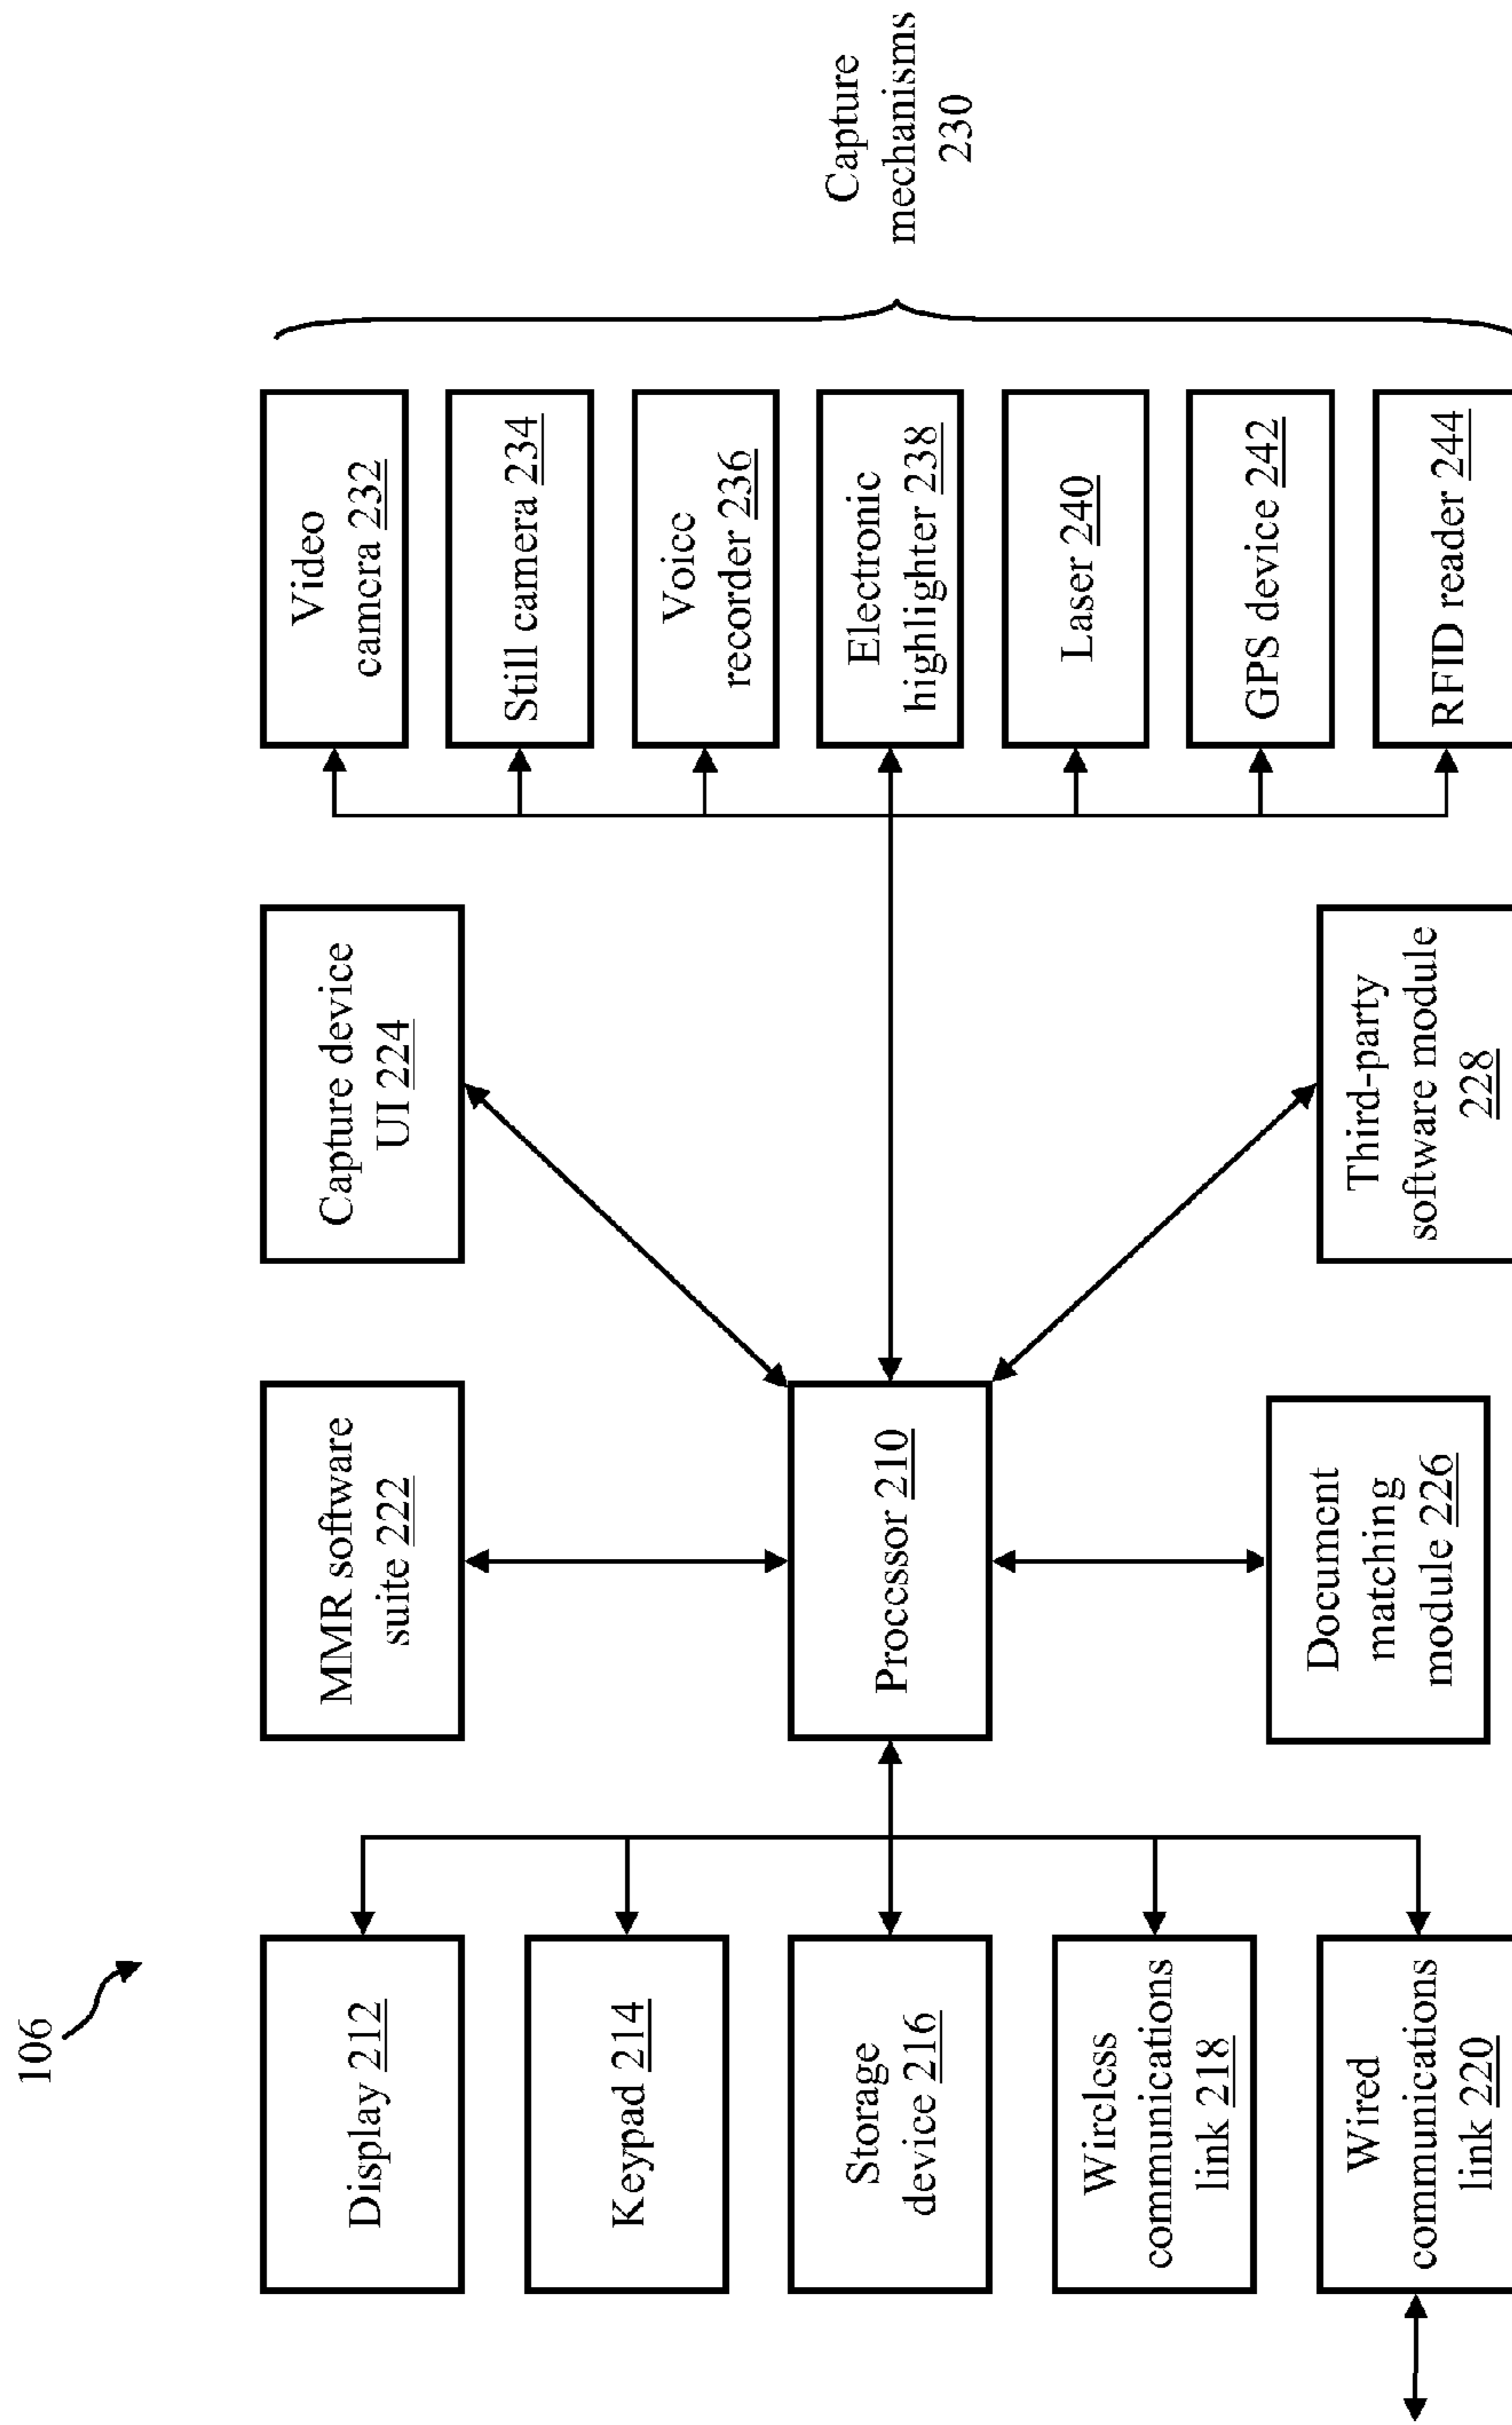 106
Display 212
Keypad 214
Storage
device 216
Wireless
communications
link 218
Wired
communications
link 220
MMR software
suite 222
Processor 210
Document
matching
module 226
Capture device
UI 224
Third-party
software module
228
Video
camera 232
Still camera 234
Voice
recorder 236
Electronic
highlighter 238
Laser 240
GPS device 242
RFID reader 244
Capture
mechanisms
230